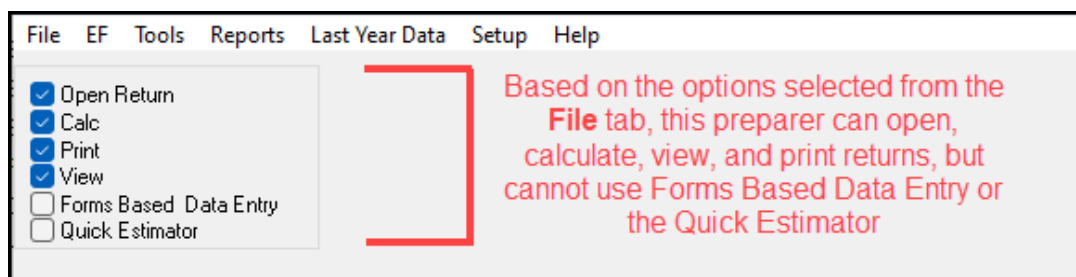 File EF Tools Reports Last Year Data Setup Help
Open Return
Calc
Print
View
Forms Based Data Entry
Quick Estimator
Based on the options selected from the
File tab, this preparer can open,
calculate, view, and print returns, but
cannot use Forms Based Data Entry or
the Quick Estimator